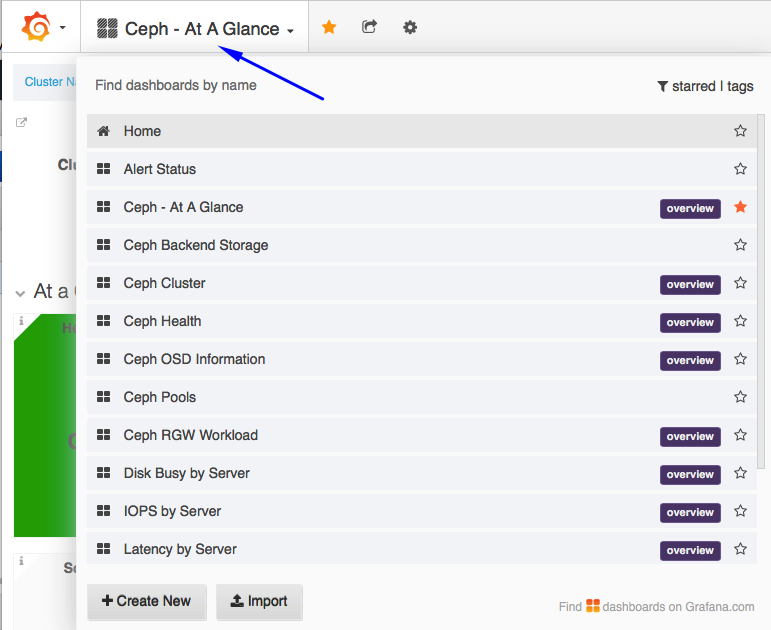 Ceph - At A Glance
Cluster Na
Find dashboards by name
starred | tags
Home
Clu
Alert Status
Ceph - At A Glance overview
Ceph Backend Storage
Ceph Cluster overview
At a
Ceph Health overview
Ceph OSD Information overview
Ceph Pools
Ceph RGW Workload overview
Disk Busy by Server overview
IOPS by Server overview
Latency by Server overview
Create New
Import
Find dashboards on Grafana.com